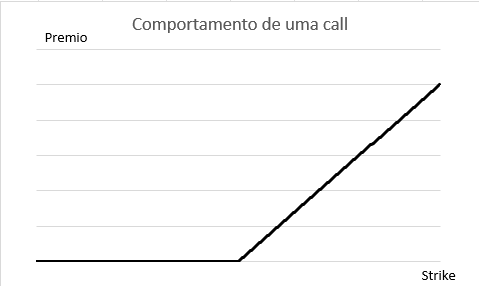 Comportamento de uma call
Premio
Strike